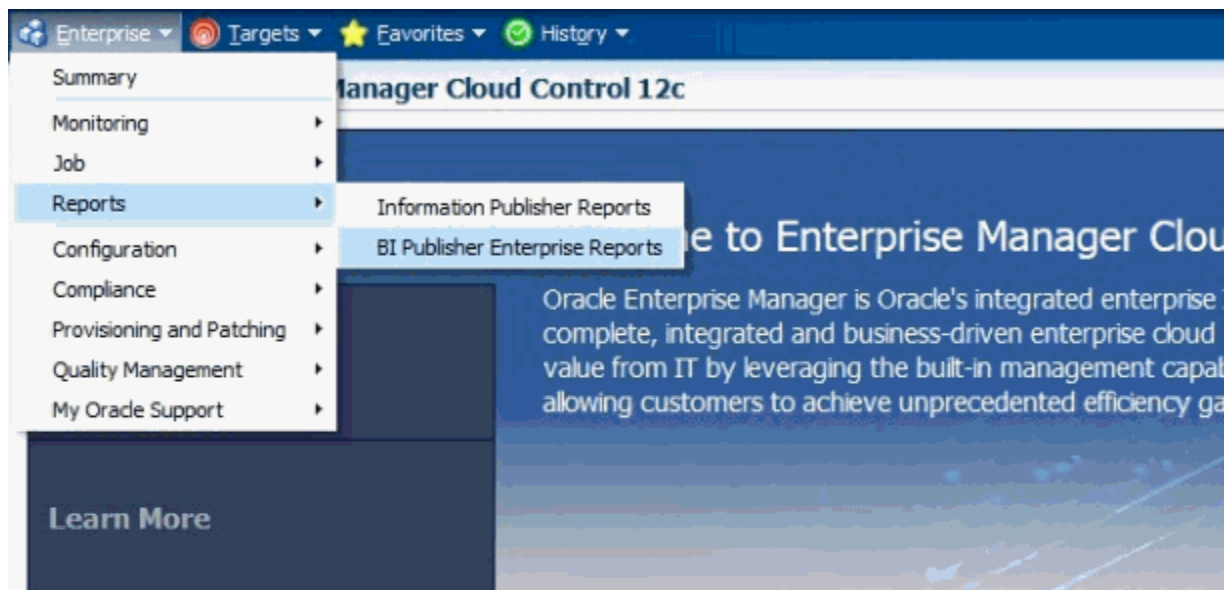 Enterprise Targets Favorites History
Summary
Manager Cloud Control 12c
Monitoring
Job
Reports
Information Publisher Reports
BI Publisher Enterprise Reports
Configuration
Compliance
Provisioning and Patching
Quality Management
My Oracle Support
e to Enterprise Manager Clou
Oracle Enterprise Manager is Oracle's integrated enterprise
complete, integrated and business-driven enterprise cloud
value from IT by leveraging the built-in management capab
allowing customers to achieve unprecedented efficiency ga
Learn More